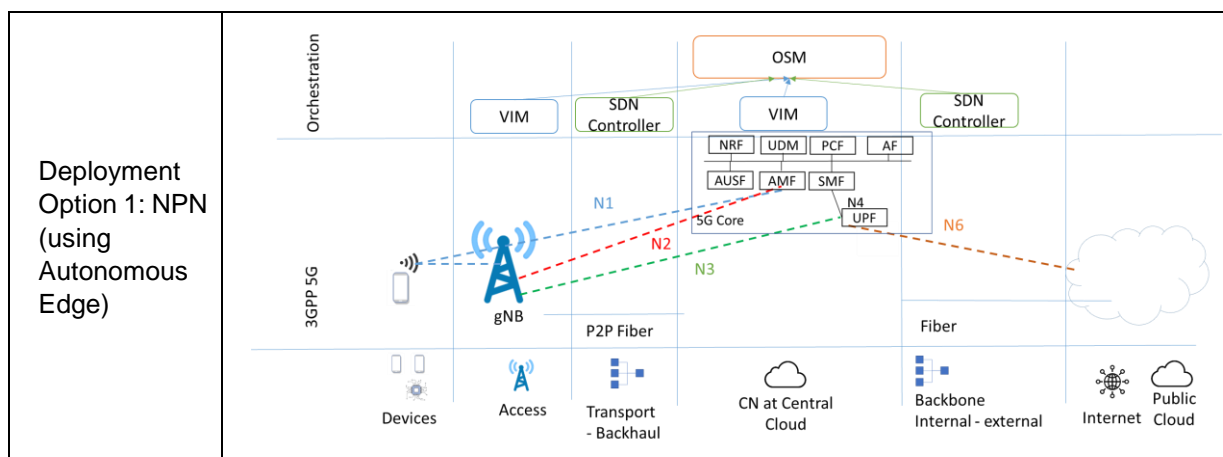 Deployment
Option 1: NPN
(using
Autonomous
Edge)
Orchestration
OSM
VIM
SDN
Controller
VIM
SDN
Controller
3GPP 5G
NRF
UDM
PCF
AF
AUSF
AMF
SMF
N4
5G Core
UPF
N1
N2
N3
N6
gNB
P2P Fiber
Fiber
Devices
Access
Transport
- Backhaul
CN at Central
Cloud
Backbone
Internal - external
Internet
Public
Cloud